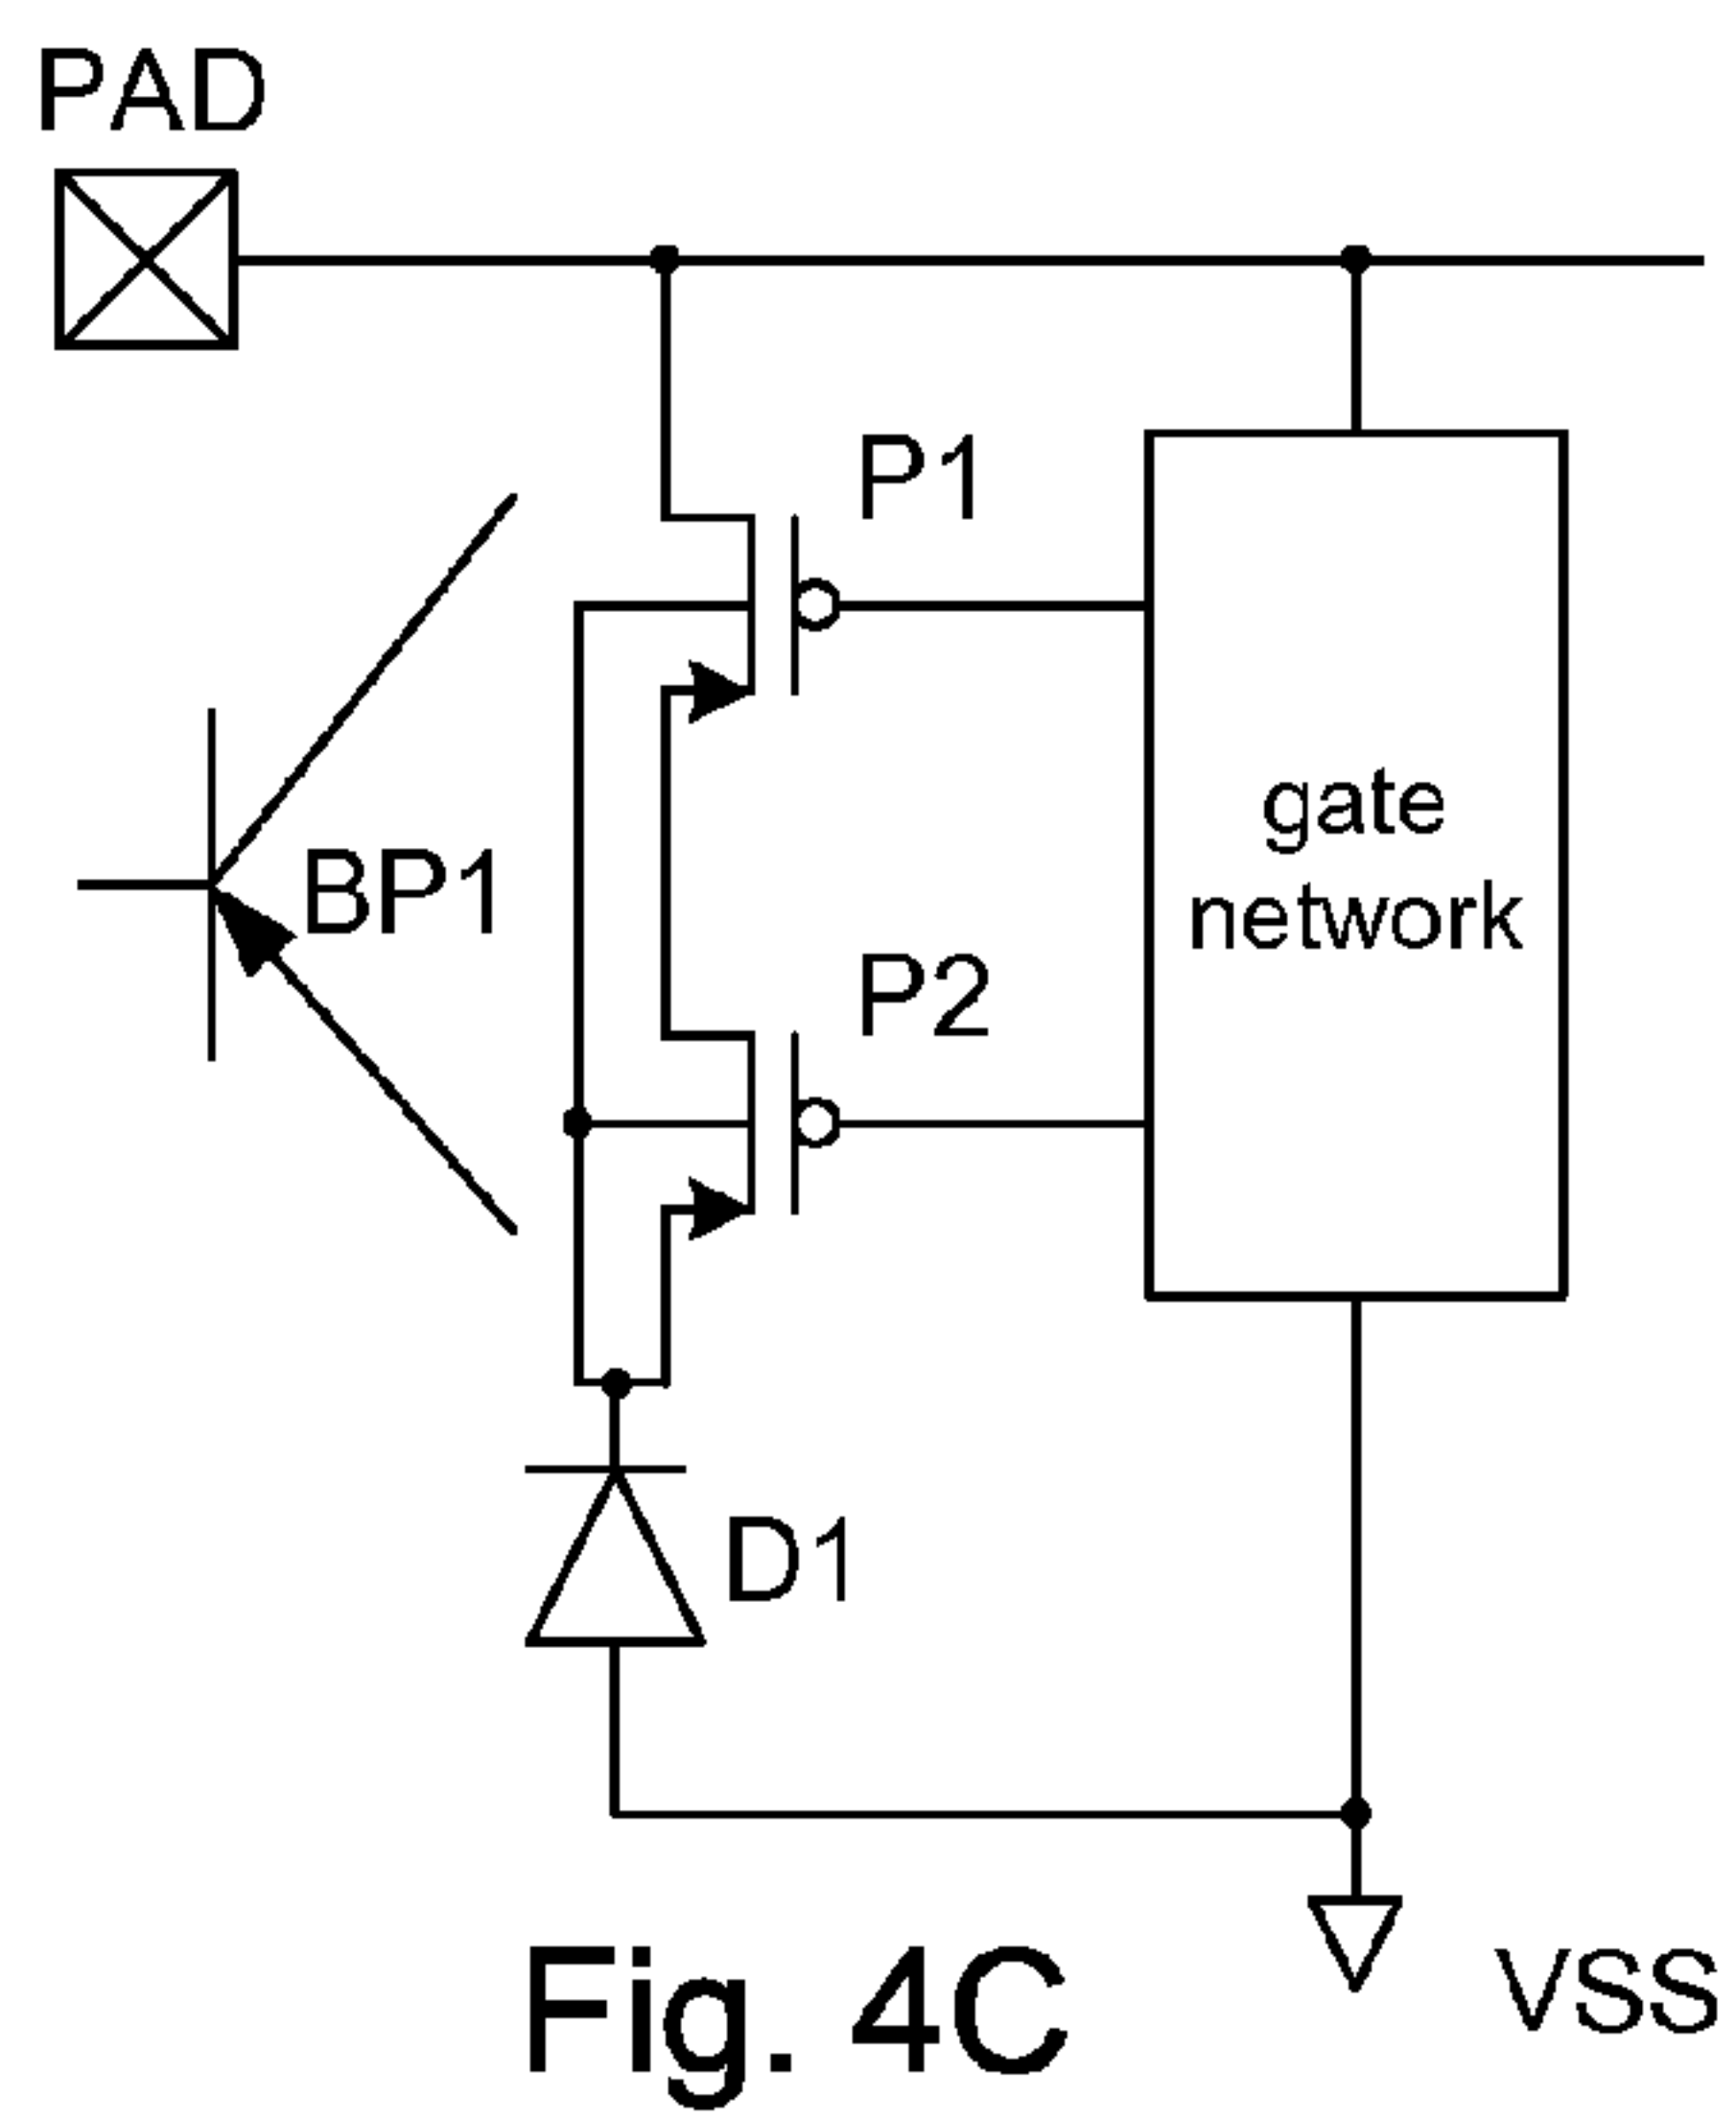 PAD
P1
gate
network
BP1
P2
D1
VSS
Fig. 4C